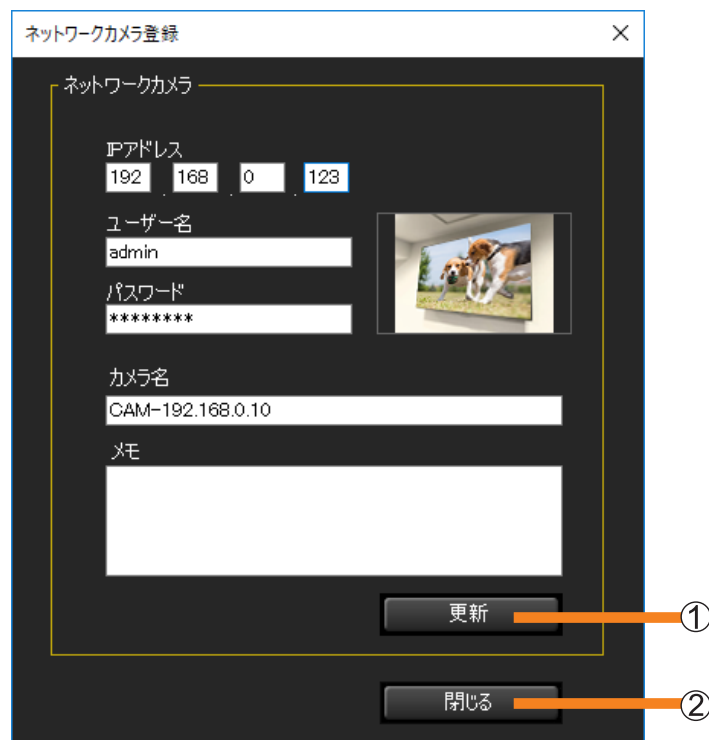 ネットワークカメラ登録
ネットワークカメラ
IPアドレス
192 . 168 . 0 . 123
ユーザー名
admin
パスワード
********
カメラ名
CAM-192.168.0.10
メモ
更新 ①
閉じる ②